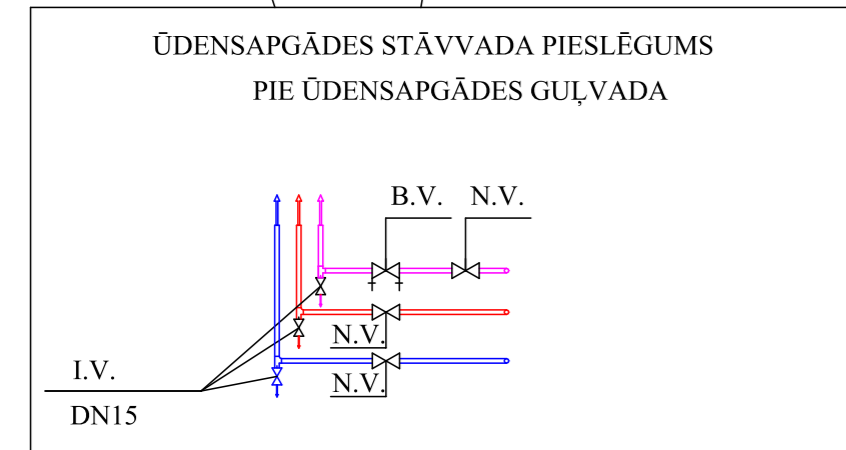 ŪDENSAPGĀDES STĀVVADA PIESLĒGUMS
PIE ŪDENSAPGĀDES GUĻVADA
B.V.
N.V.
N.V.
N.V.
I.V.
DN15